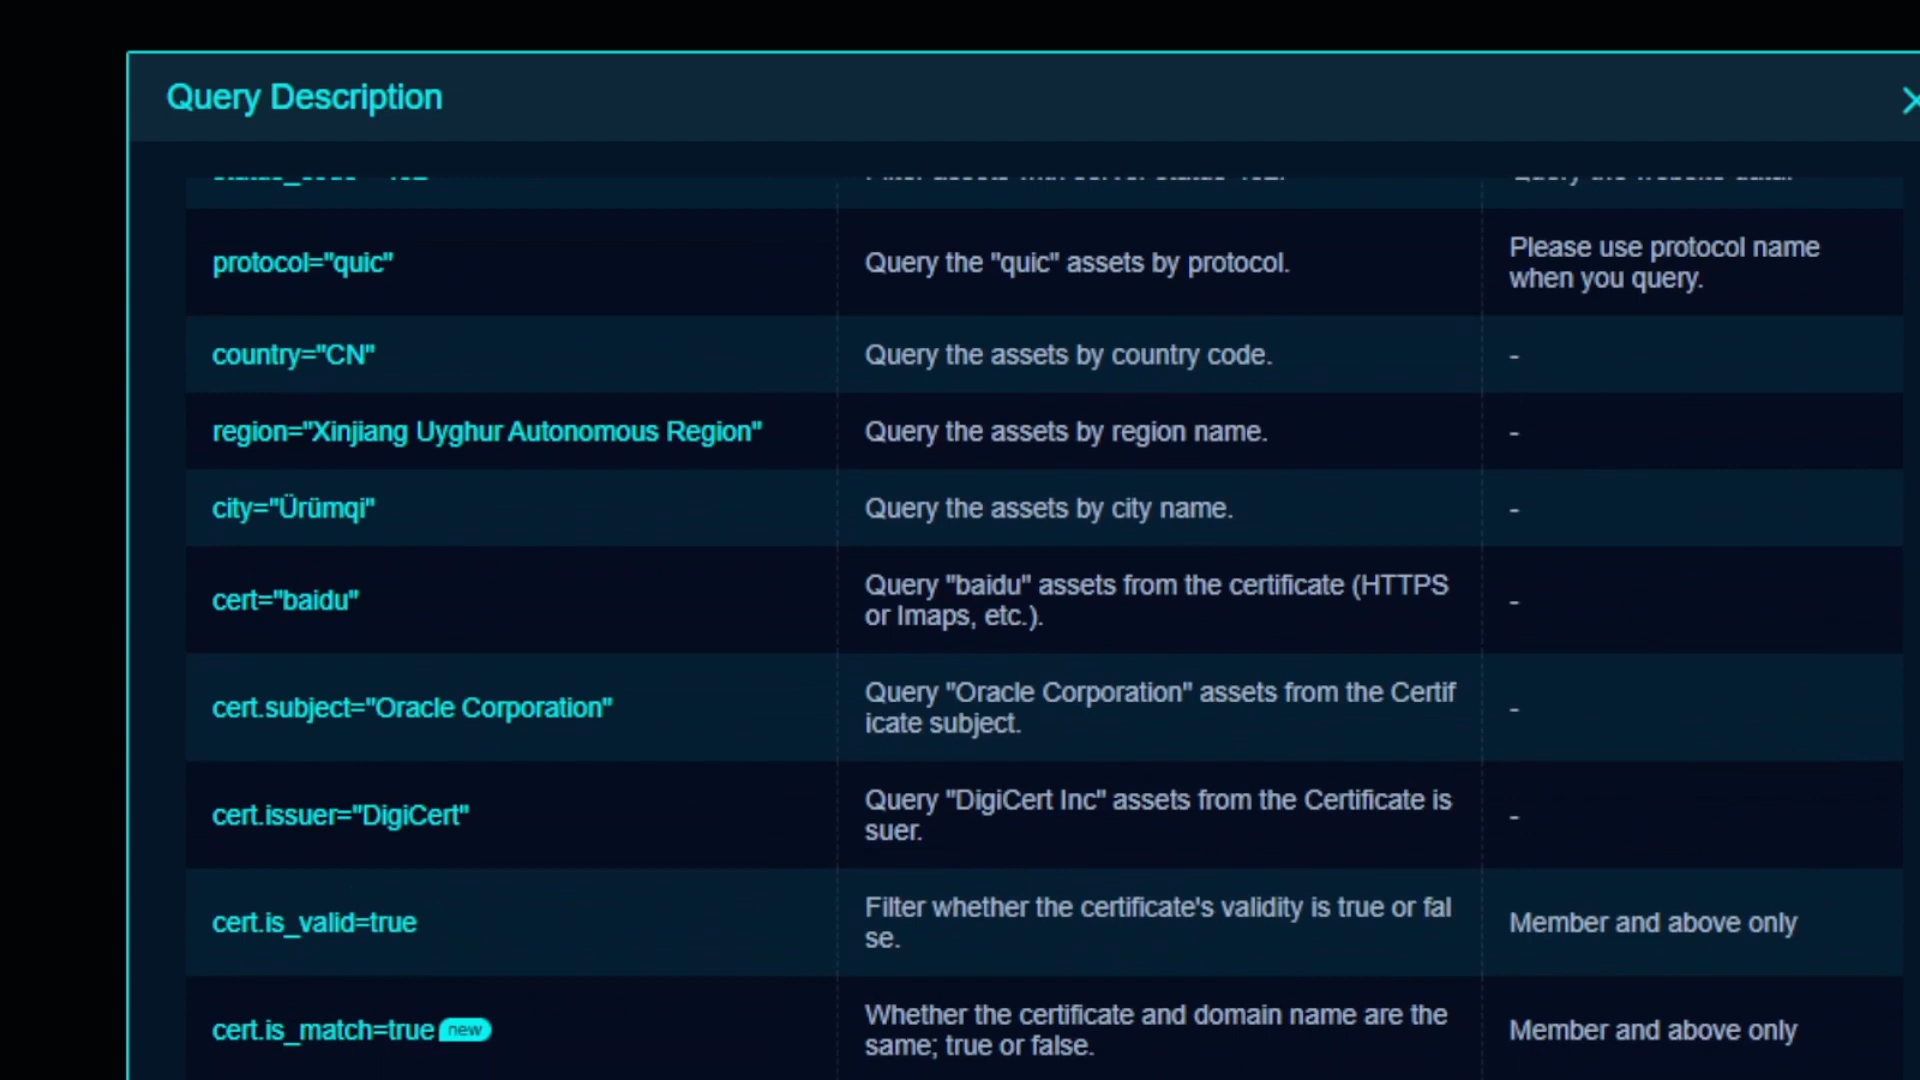 Query Description
protocol="quic"
Query the "quic" assets by protocol.
Please use protocol name
when you query.
country="CN"
Query the assets by country code.
-
region="Xinjiang Uyghur Autonomous Region"
Query the assets by region name.
-
city="Ürümqi"
Query the assets by city name.
-
cert="baidu"
Query "baidu" assets from the certificate (HTTPS
or Imaps, etc.).
-
cert.subject="Oracle Corporation"
Query "Oracle Corporation" assets from the Certif
icate subject.
-
cert.issuer="DigiCert"
Query "DigiCert Inc" assets from the Certificate is
suer.
-
cert.is_valid=true
Filter whether the certificate's validity is true or fal
se.
Member and above only
cert.is_match=true new
Whether the certificate and domain name are the
same; true or false.
Member and above only